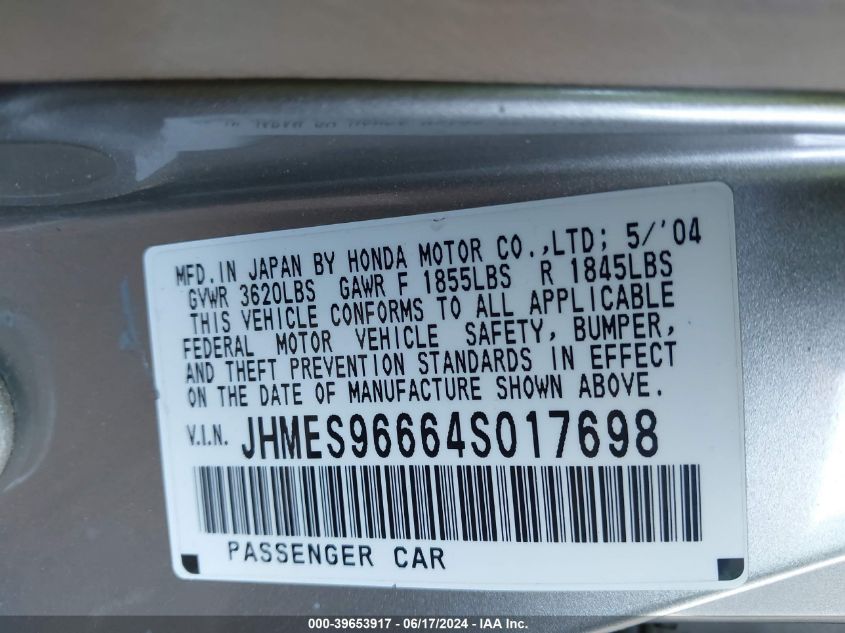 MFD.IN JAPAN BY HONDA MOTOR CO.,LTD; 5/'04
GVWR 3620LBS GAWR F 1855LBS R 1845LBS
THIS VEHICLE CONFORMS TO ALL APPLICABLE
FEDERAL MOTOR VEHICLE SAFETY, BUMPER,
AND THEFT PREVENTION STANDARDS IN EFFECT
ON THE DATE OF MANUFACTURE SHOWN ABOVE.
V.I.N. JHMES96664S017698
PASSENGER CAR
000-39653917 - 06/17/2024 - IAA Inc.